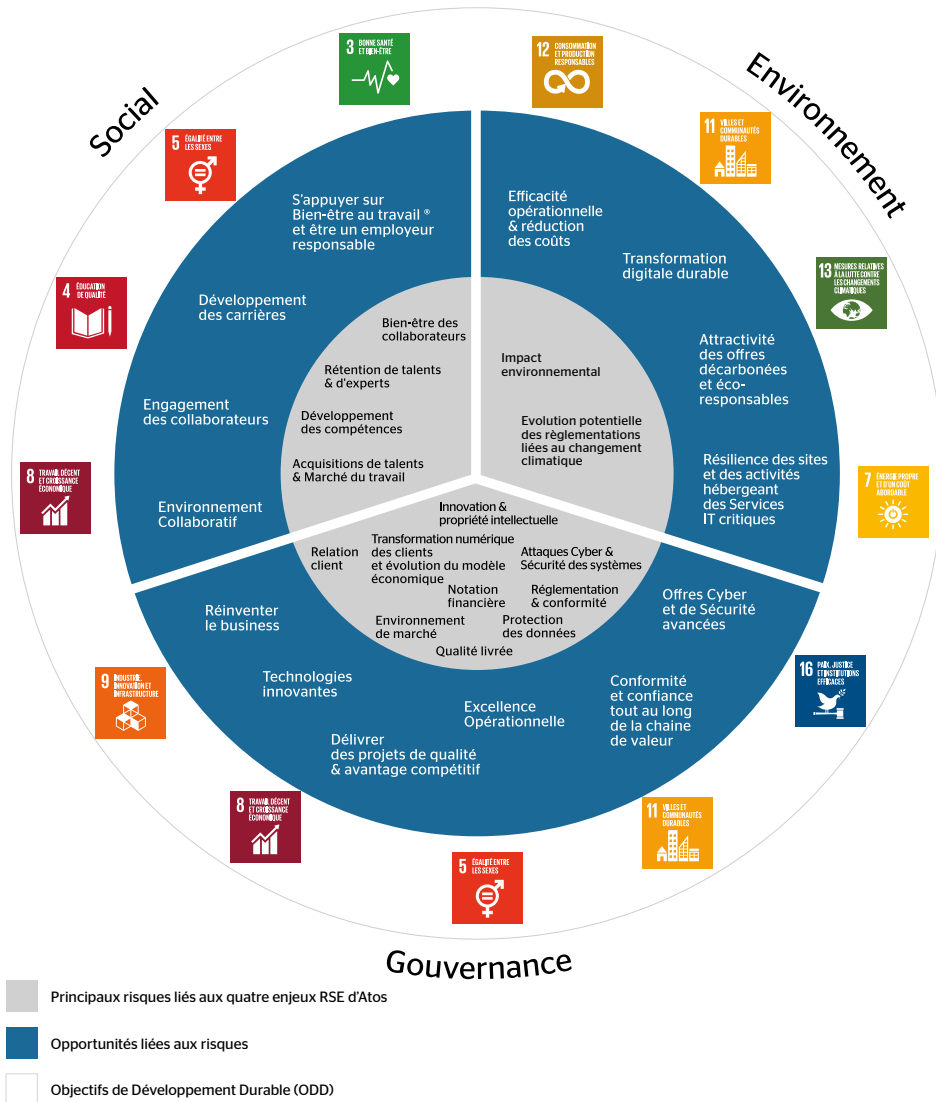 Social
Environnement
3 BONNE SANTÉ
ET BIEN-ÊTRE
12 CONSOMMATION
ET PRODUCTION
RESPONSABLES
5 ÉGALITÉ ENTRE
LES SEXES
11 VILLES ET
COMMUNAUTÉS
DURABLES
4 ÉDUCATION
DE QUALITÉ
13 MESURES RELATIVES
À LA LUTTE CONTRE
LES CHANGEMENTS
CLIMATIQUES
8 TRAVAIL DÉCENT
ET CROISSANCE
ÉCONOMIQUE
7 ÉNERGIE PROPRE
ET D'UN COÛT
ABORDABLE
S'appuyer sur
Bien-être au travail ®
et être un employeur
responsable
Développement
des carrières
Engagement
des collaborateurs
Environnement
Collaboratif
Efficacité
opérationnelle
& réduction
des coûts
Transformation
digitale durable
Attractivité
des offres
décarbonées
et éco-
responsables
Résilience des sites
et des activités
hébergeant
des Services
IT critiques
Bien-être des
collaborateurs
Rétention de talents
& d'experts
Développement
des compétences
Acquisitions de talents
& Marché du travail
Impact
environnemental
Evolution potentielle
des règlementations
liées au changement
climatique
Innovation &
propriété intellectuelle
Relation
client
Transformation numérique
des clients
et évolution du modèle
économique
Attaques Cyber &
Sécurité des systèmes
Notation
financière
Réglementation
& conformité
Environnement
de marché
Protection
des données
Qualité livrée
Réinventer
le business
Technologies
innovantes
Délivrer
des projets de qualité
& avantage compétitif
Excellence
Opérationnelle
Conformité
et confiance
tout au long
de la chaine
de valeur
Offres Cyber
et de Sécurité
avancées
9 INDUSTRIE,
INNOVATION ET
INFRASTRUCTURE
16 PAIX, JUSTICE
ET INSTITUTIONS
EFFICACES
8 TRAVAIL DÉCENT
ET CROISSANCE
ÉCONOMIQUE
11 VILLES ET
COMMUNAUTÉS
DURABLES
5 ÉGALITÉ ENTRE
LES SEXES
Gouvernance
Principaux risques liés aux quatre enjeux RSE d'Atos
Opportunités liées aux risques
Objectifs de Développement Durable (ODD)